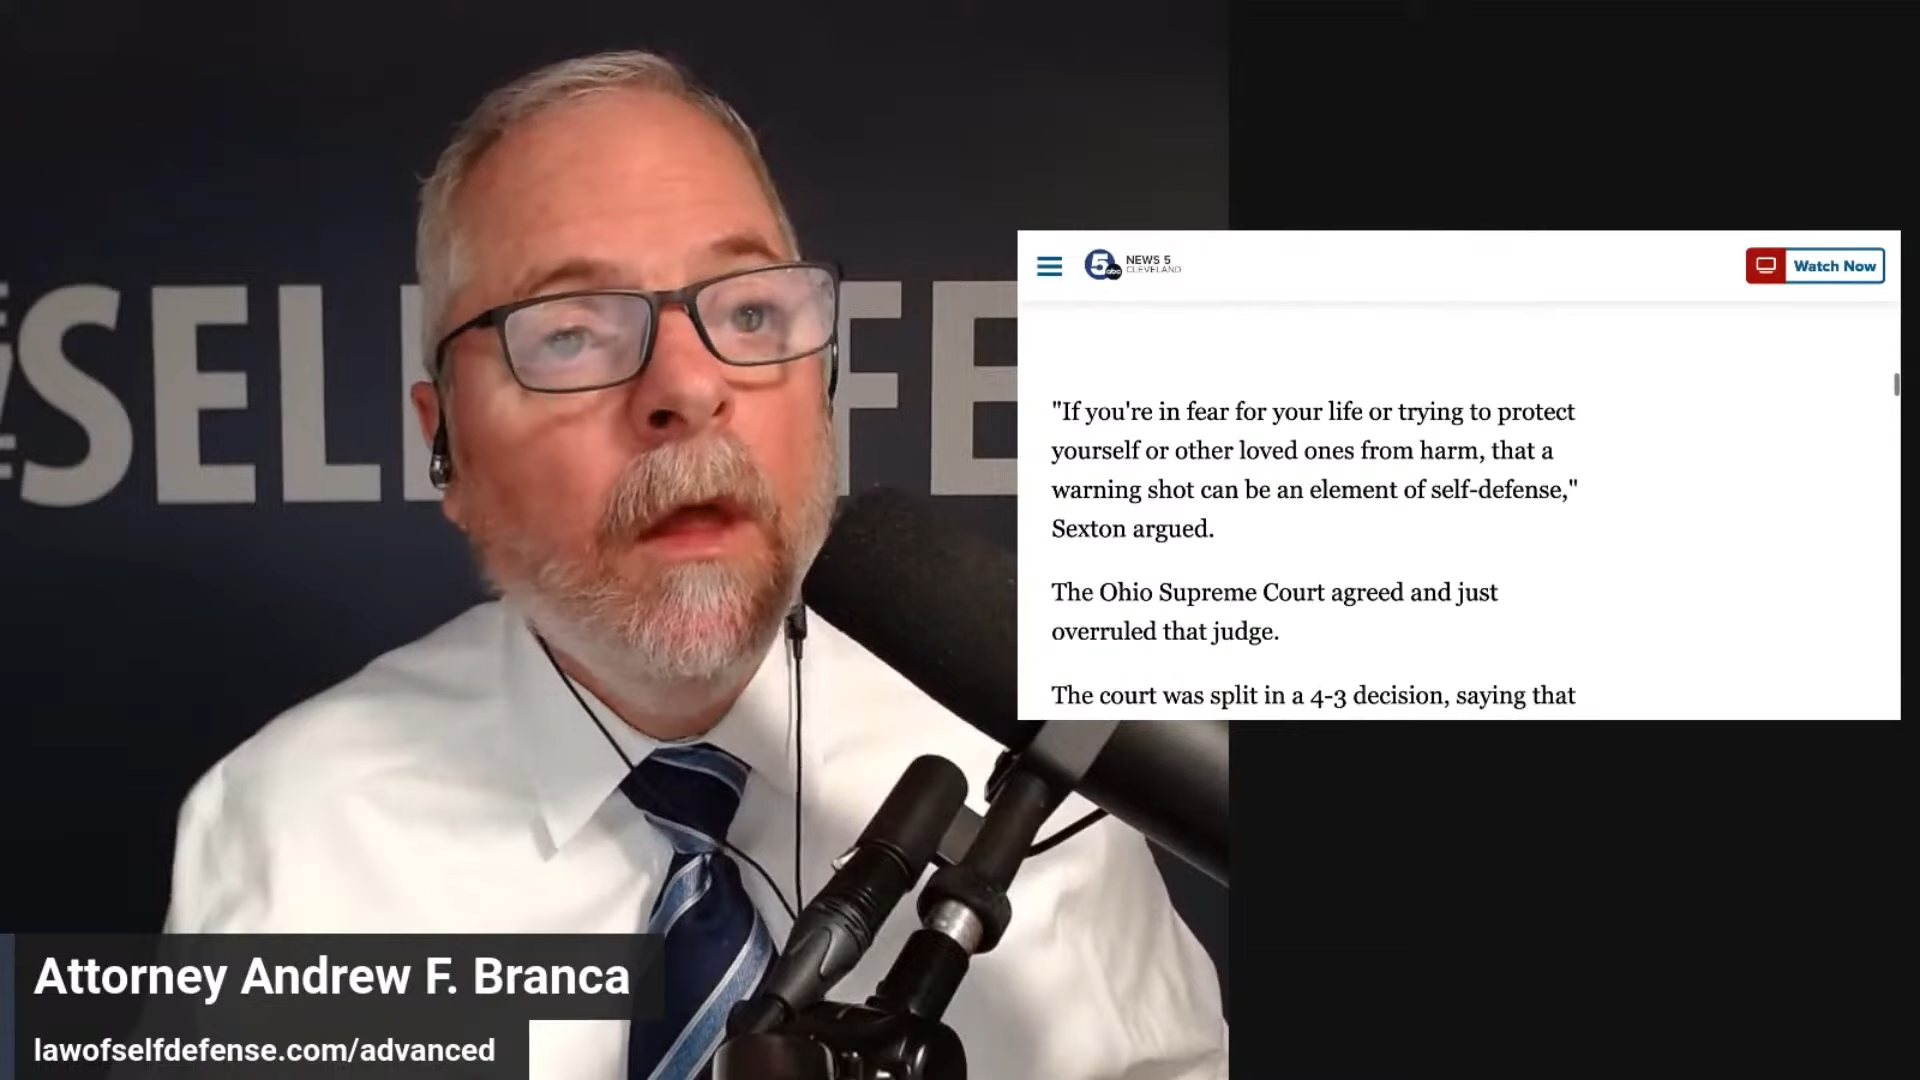 SELF
FE
5 abc
NEWS 5
CLEVELAND
Watch Now
"If you're in fear for your life or trying to protect
yourself or other loved ones from harm, that a
warning shot can be an element of self-defense,"
Sexton argued.
The Ohio Supreme Court agreed and just
overruled that judge.
The court was split in a 4-3 decision, saying that
Attorney Andrew F. Branca
lawofselfdefense.com/advanced